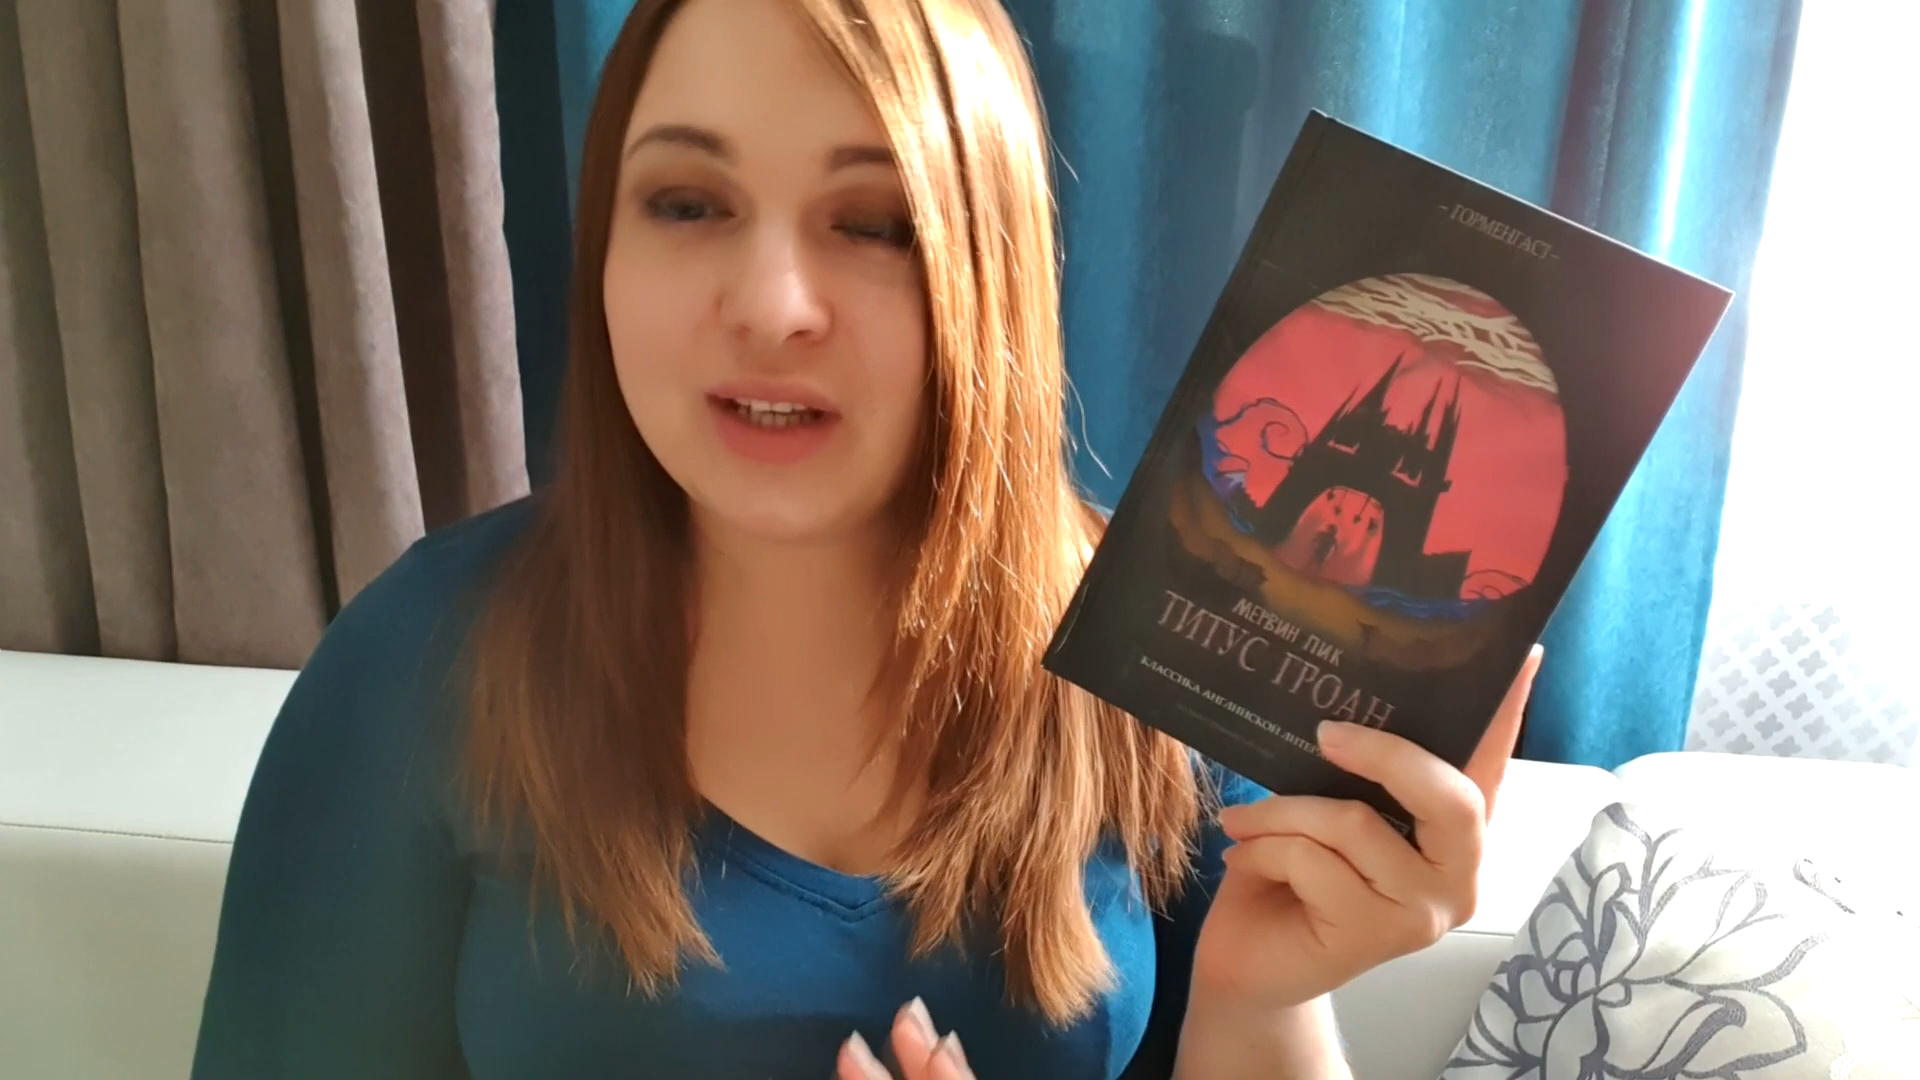 - ГОРМЕНГАСТ -
МЕРВИН ПИК
ТИТУС ГРОАН
КЛАССИКА АНГЛИЙСКОЙ